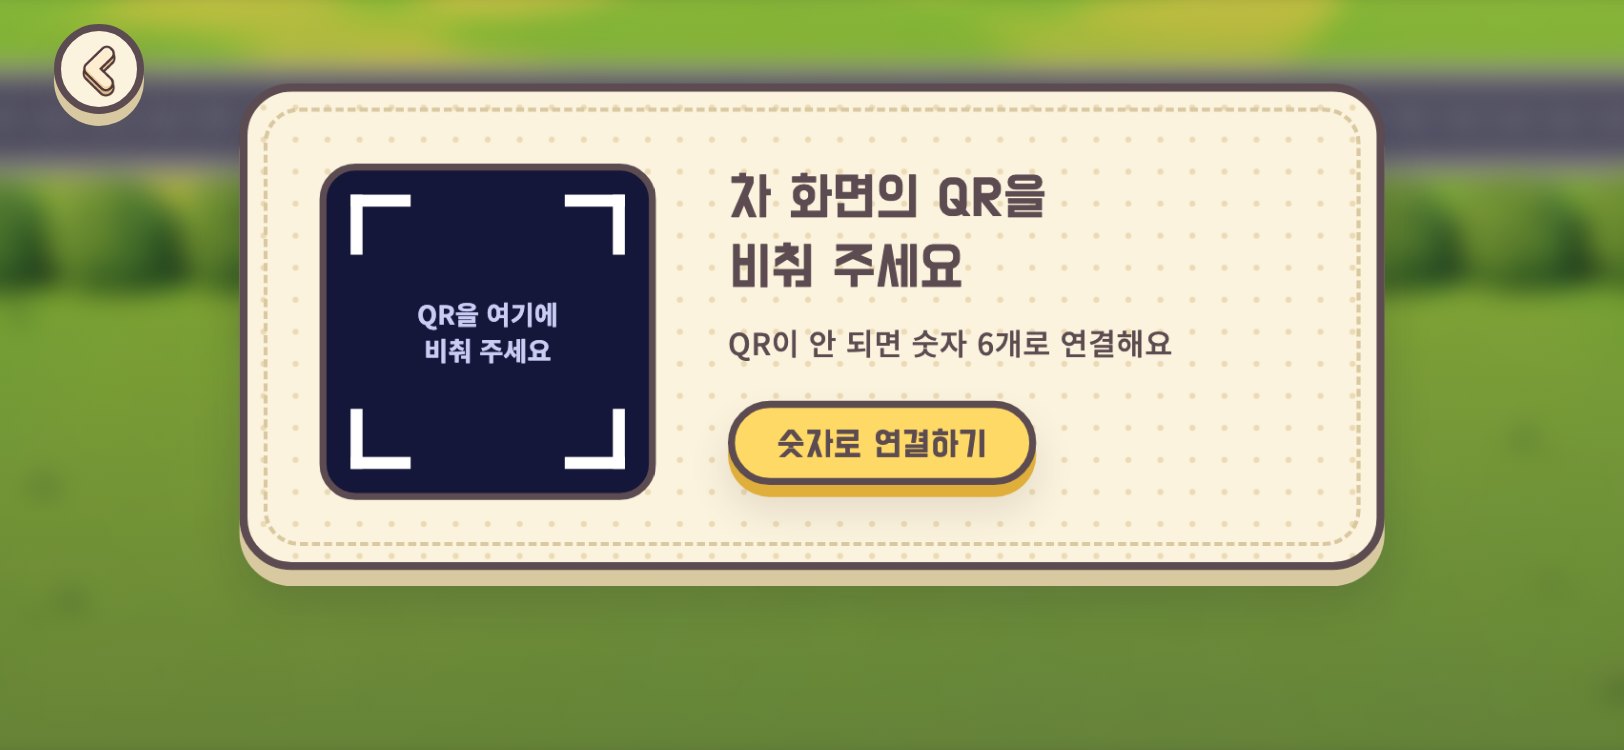 차 화면의 QR을
비춰 주세요
QR을 여기에
비춰 주세요
QR이 안 되면 숫자 6개로 연결해요
숫자로 연결하기